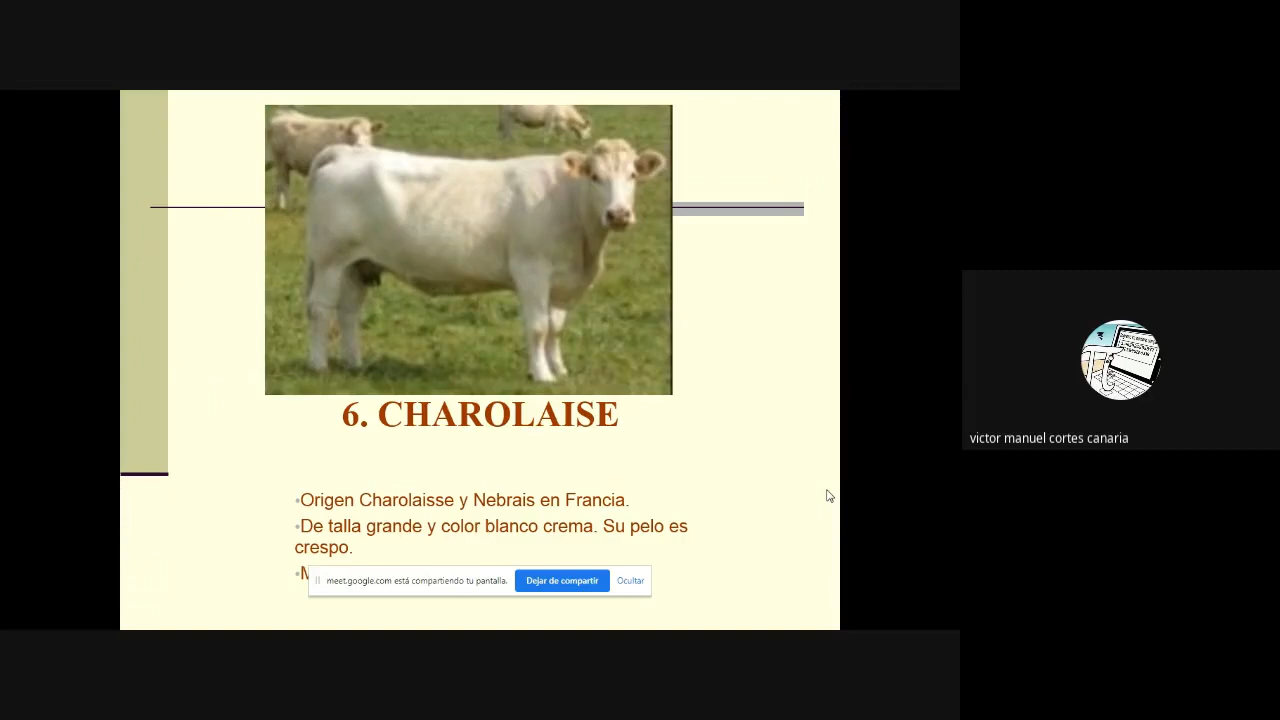 6. CHAROLAISE
•Origen Charolaisse y Nebrais en Francia.
•De talla grande y color blanco crema. Su pelo es
crespo.
•M
meet.google.com está compartiendo tu pantalla.
Dejar de compartir
Ocultar
victor manuel cortes canaria